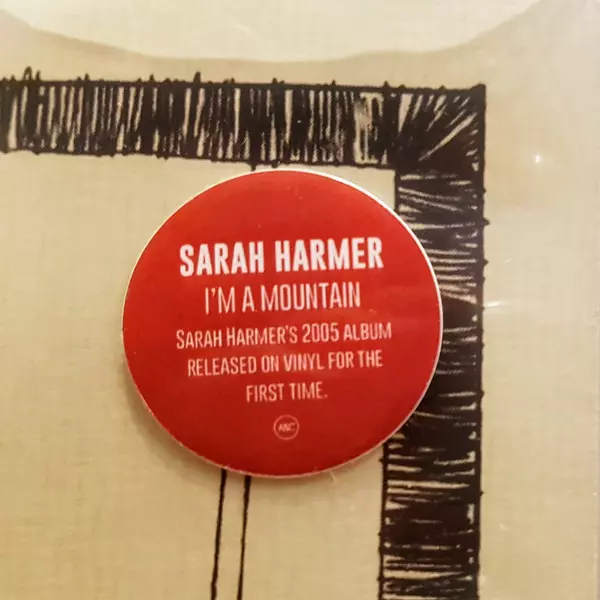 SARAH HARMER
I'M A MOUNTAIN
SARAH HARMER'S 2005 ALBUM
RELEASED ON VINYL FOR THE
FIRST TIME.